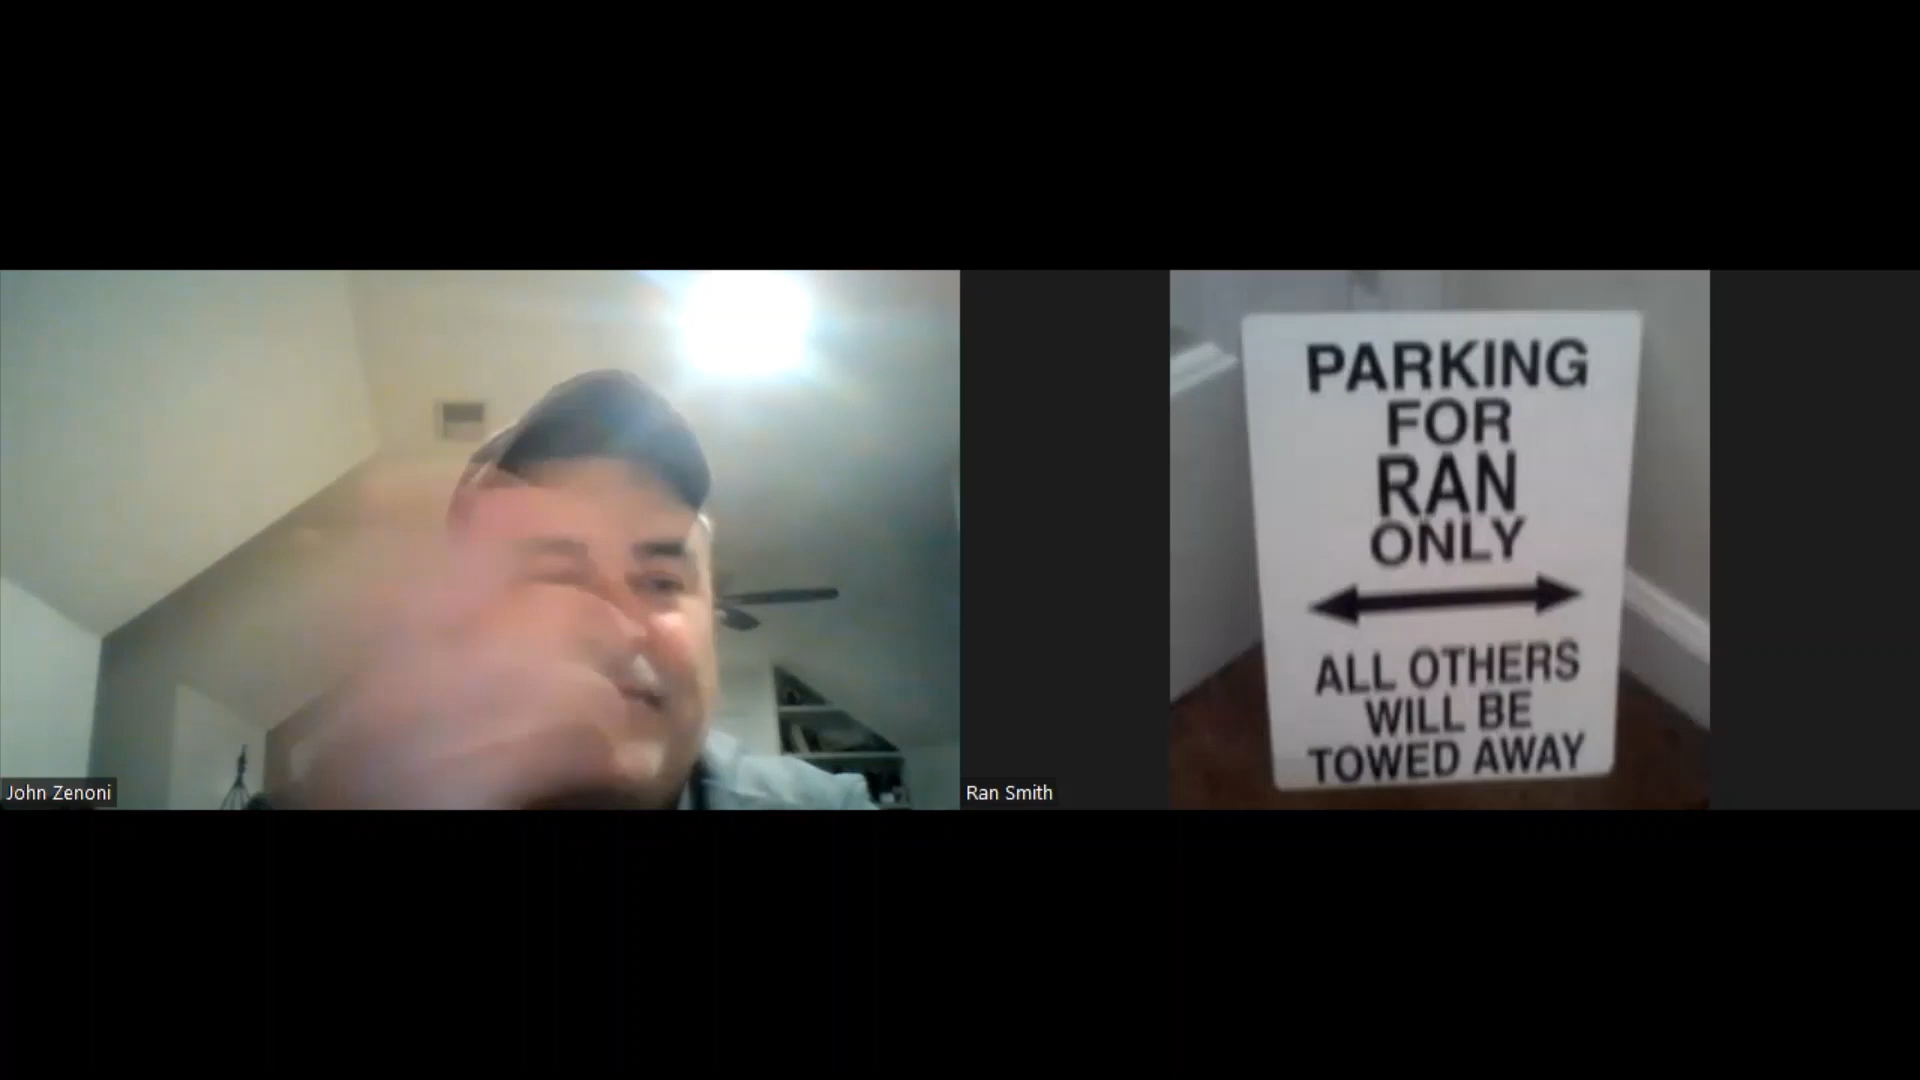 John Zenoni
PARKING
FOR
RAN
ONLY
ALL OTHERS
WILL BE
TOWED AWAY
Ran Smith